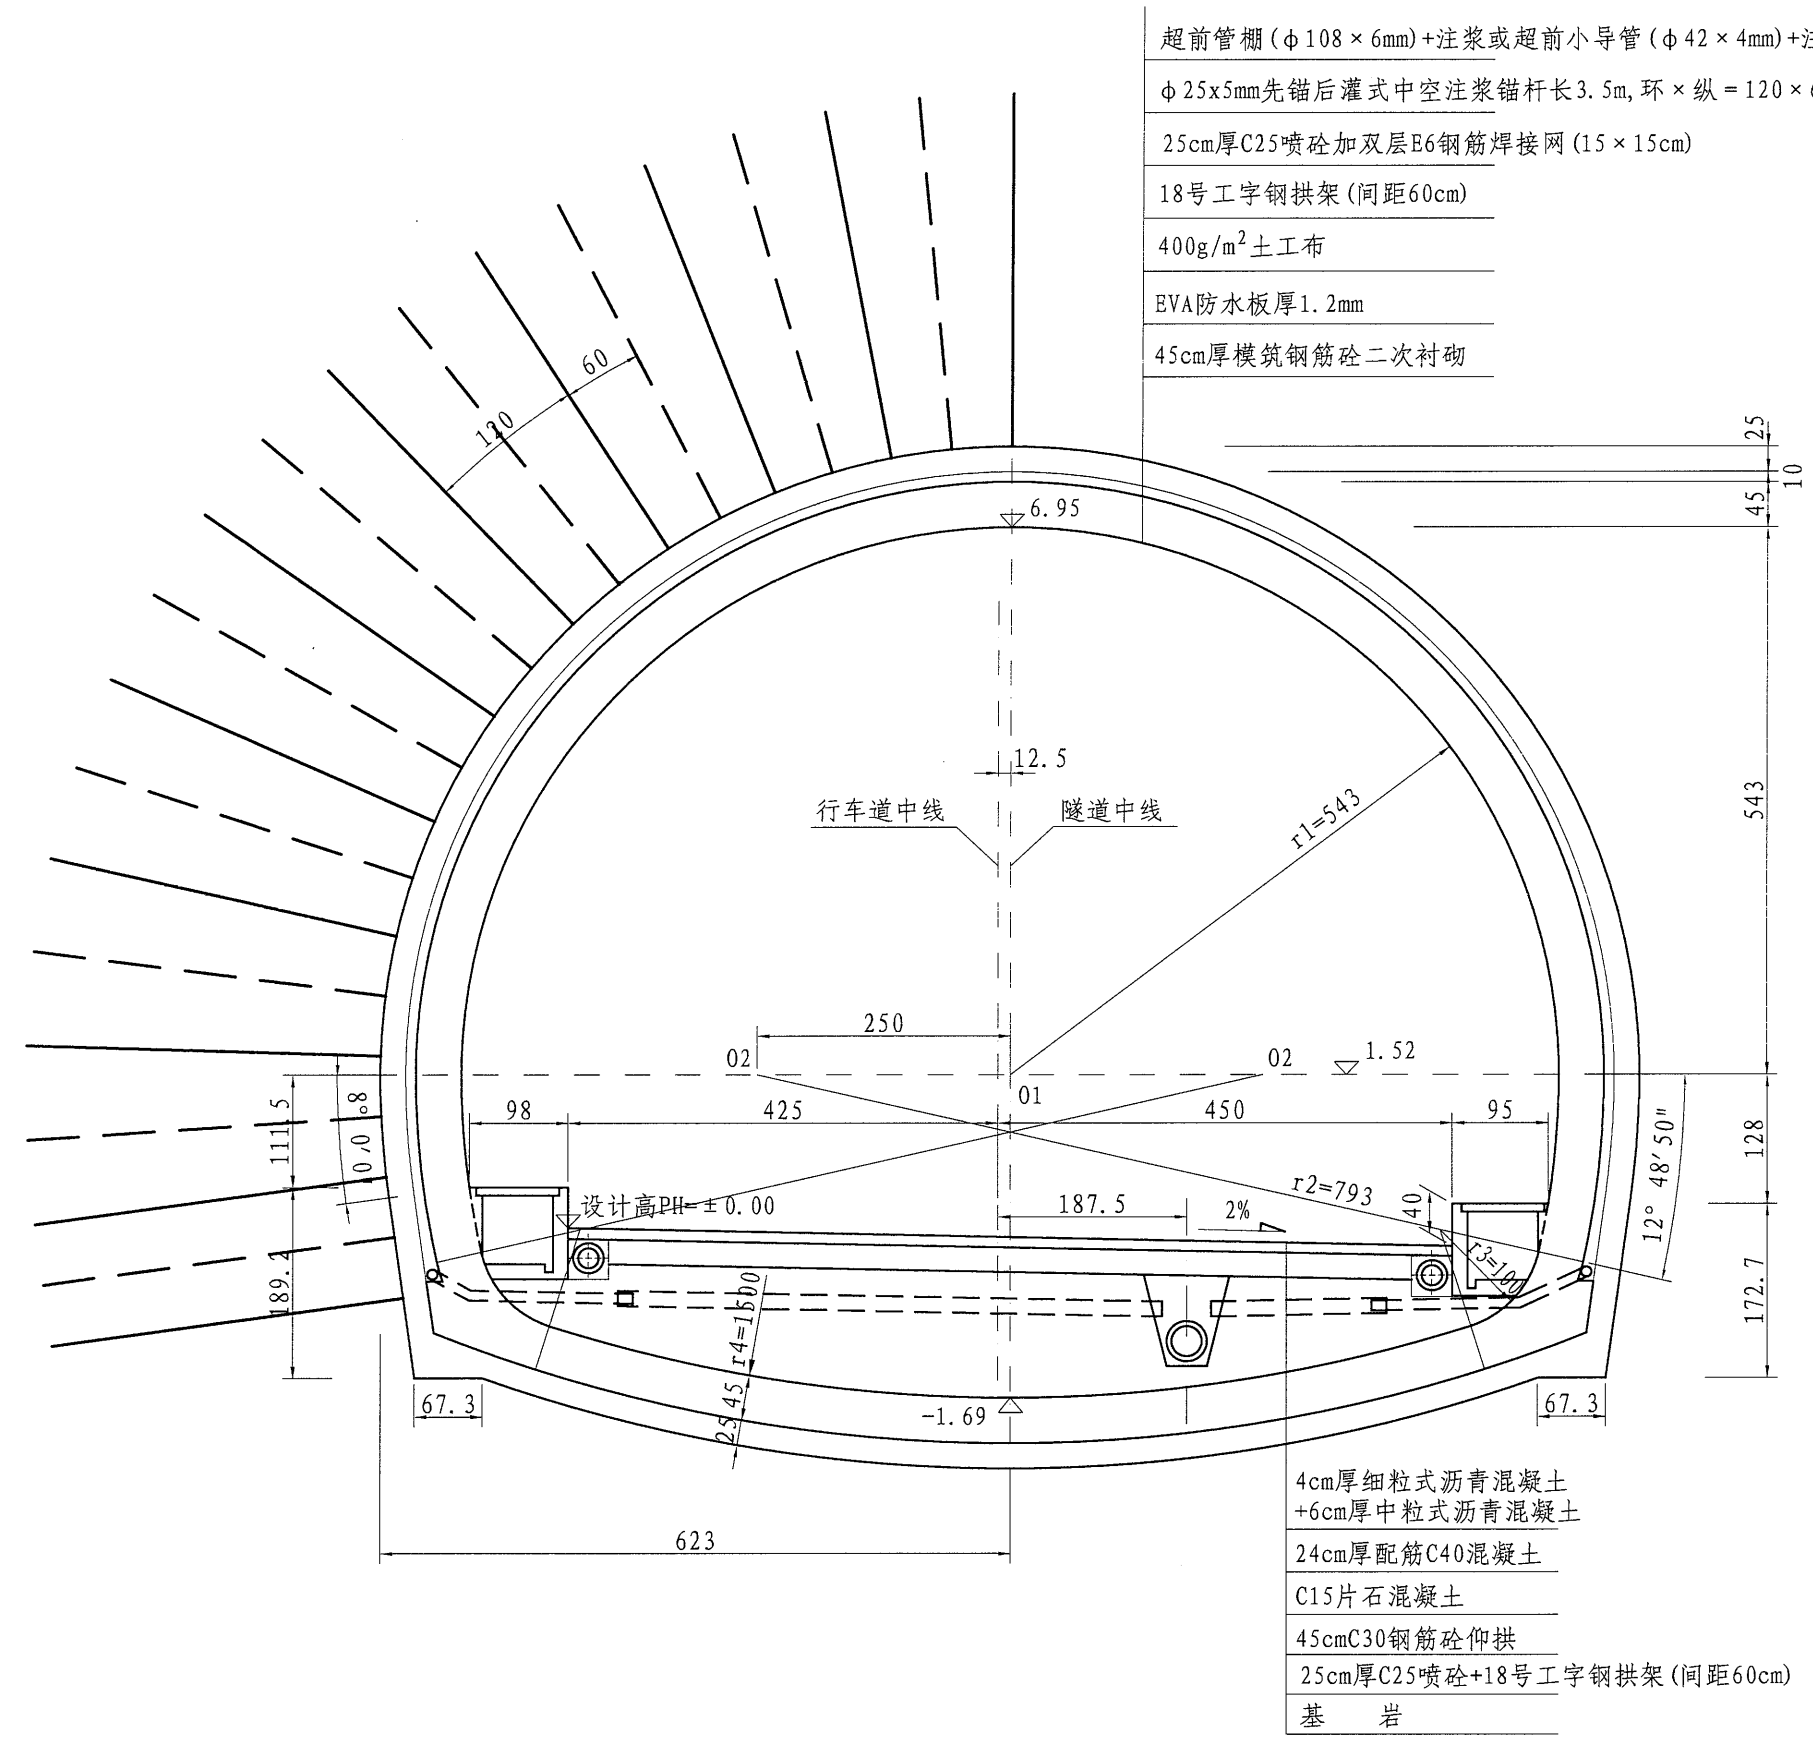 超前管棚(φ108×6mm)+注浆或超前小导管(φ42×4mm)+
φ25x5mm先锚后灌式中空注浆锚杆长3.5m,环×纵=120×
25cm厚C25喷砼加双层E6钢筋焊接网(15×15cm)
18号工字钢拱架(间距60cm)
400g/m²土工布
EVA防水板厚1.2mm
45cm厚模筑钢筋砼二次衬砌
60
120
25
10
45
6.95
12.5
行车道中线
隧道中线
r1=543
543
250
O2
O2
1.52
O1
98
425
450
95
111.5
128
12° 48′50″
设计高PH=±0.00
187.5
2%
r2=793
40
r3=100
189.2
172.7
r4=1500
45
25
67.3
-1.69
67.3
623
4cm厚细粒式沥青混凝土
+6cm厚中粒式沥青混凝土
24cm厚配筋C40混凝土
C15片石混凝土
45cmC30钢筋砼仰拱
25cm厚C25喷砼+18号工字钢拱架(间距60cm)
基 岩